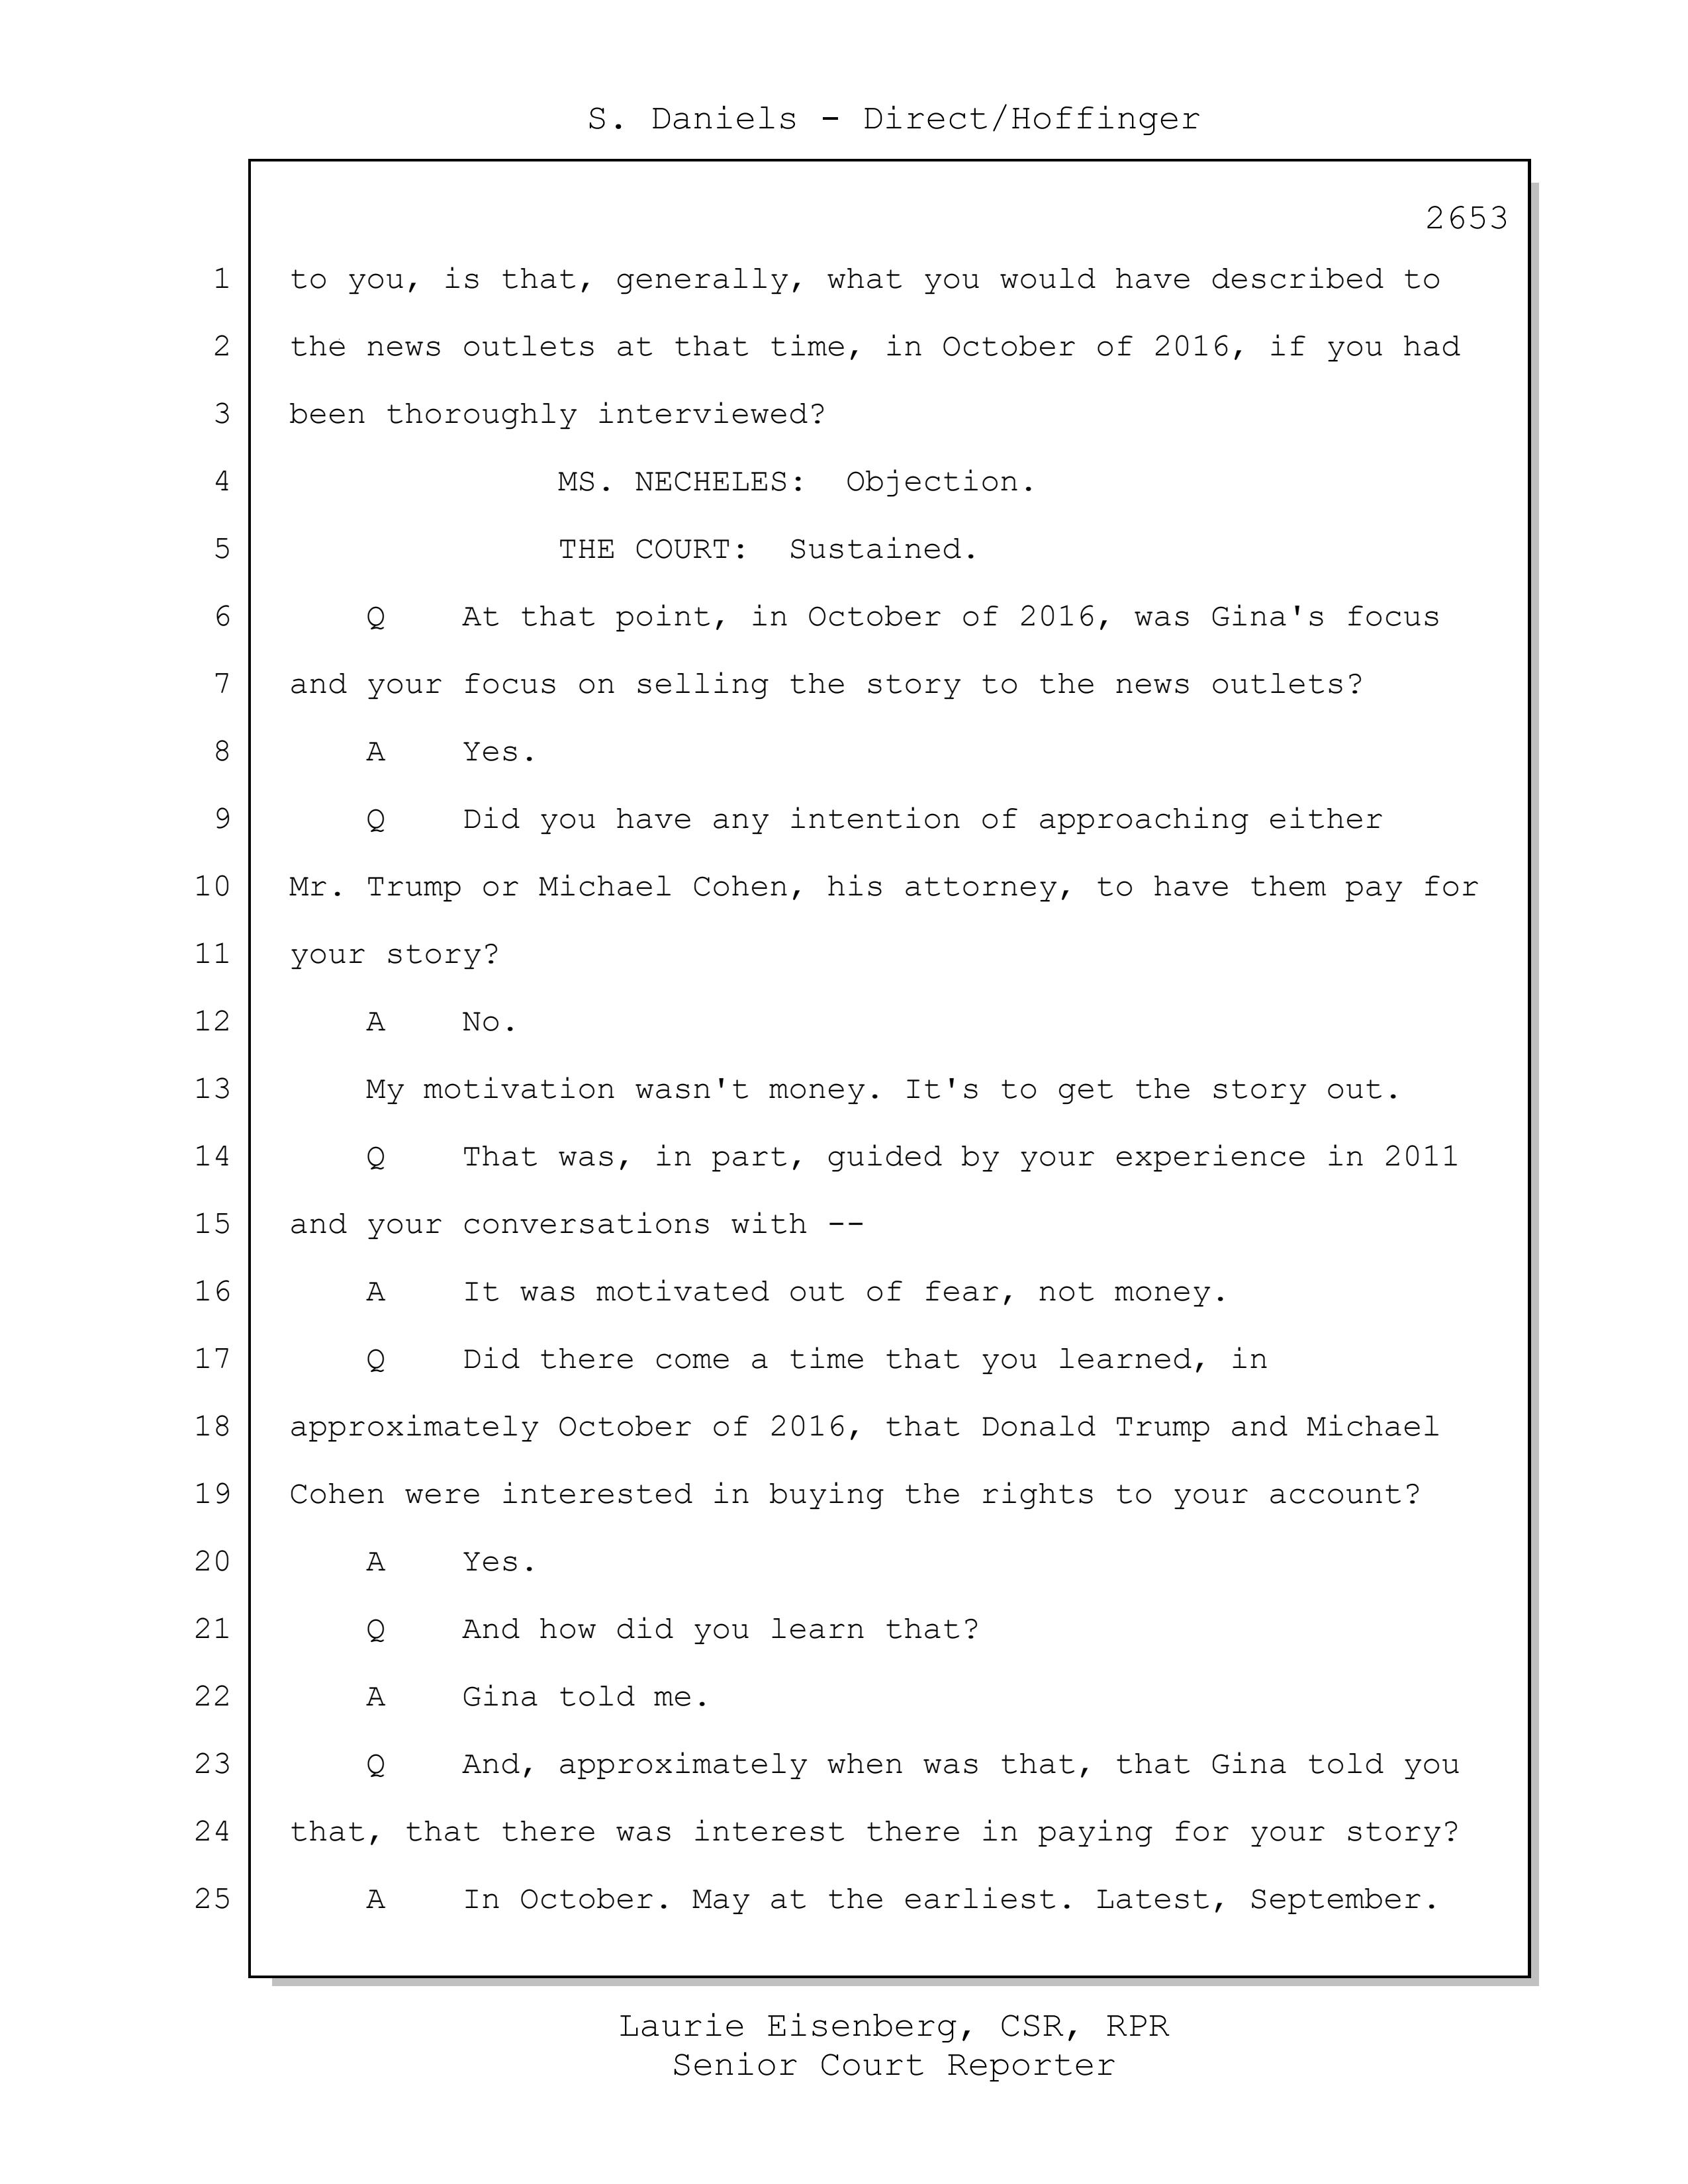 S. Daniels - Direct/Hoffinger
2653
1 to you, is that, generally, what you would have described to
2 the news outlets at that time, in October of 2016, if you had
3 been thoroughly interviewed?
4 MS. NECHELES: Objection.
5 THE COURT: Sustained.
6 Q At that point, in October of 2016, was Gina's focus
7 and your focus on selling the story to the news outlets?
8 A Yes.
9 Q Did you have any intention of approaching either
10 Mr. Trump or Michael Cohen, his attorney, to have them pay for
11 your story?
12 A No.
13 My motivation wasn't money. It's to get the story out.
14 Q That was, in part, guided by your experience in 2011
15 and your conversations with --
16 A It was motivated out of fear, not money.
17 Q Did there come a time that you learned, in
18 approximately October of 2016, that Donald Trump and Michael
19 Cohen were interested in buying the rights to your account?
20 A Yes.
21 Q And how did you learn that?
22 A Gina told me.
23 Q And, approximately when was that, that Gina told you
24 that, that there was interest there in paying for your story?
25 A In October. May at the earliest. Latest, September.
Laurie Eisenberg, CSR, RPR
Senior Court Reporter